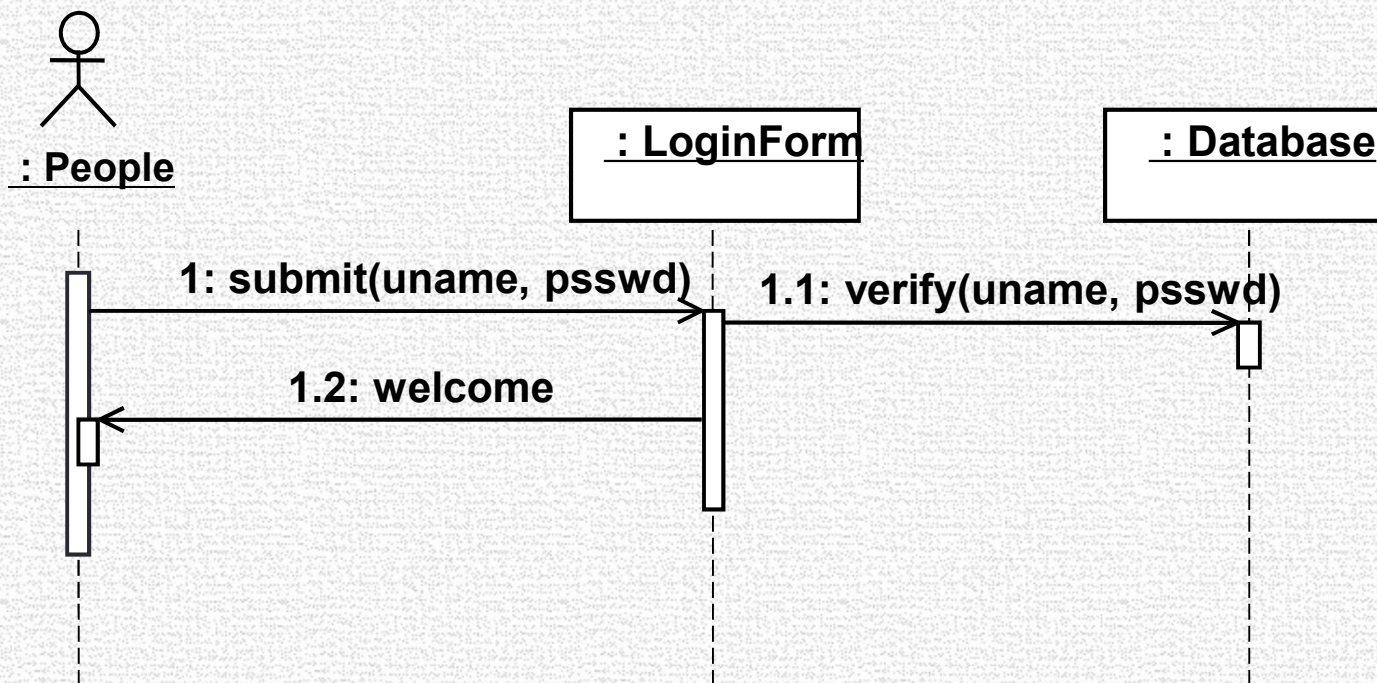 : People
: LoginForm
: Database
1: submit(uname, psswd)
1.1: verify(uname, psswd)
1.2: welcome